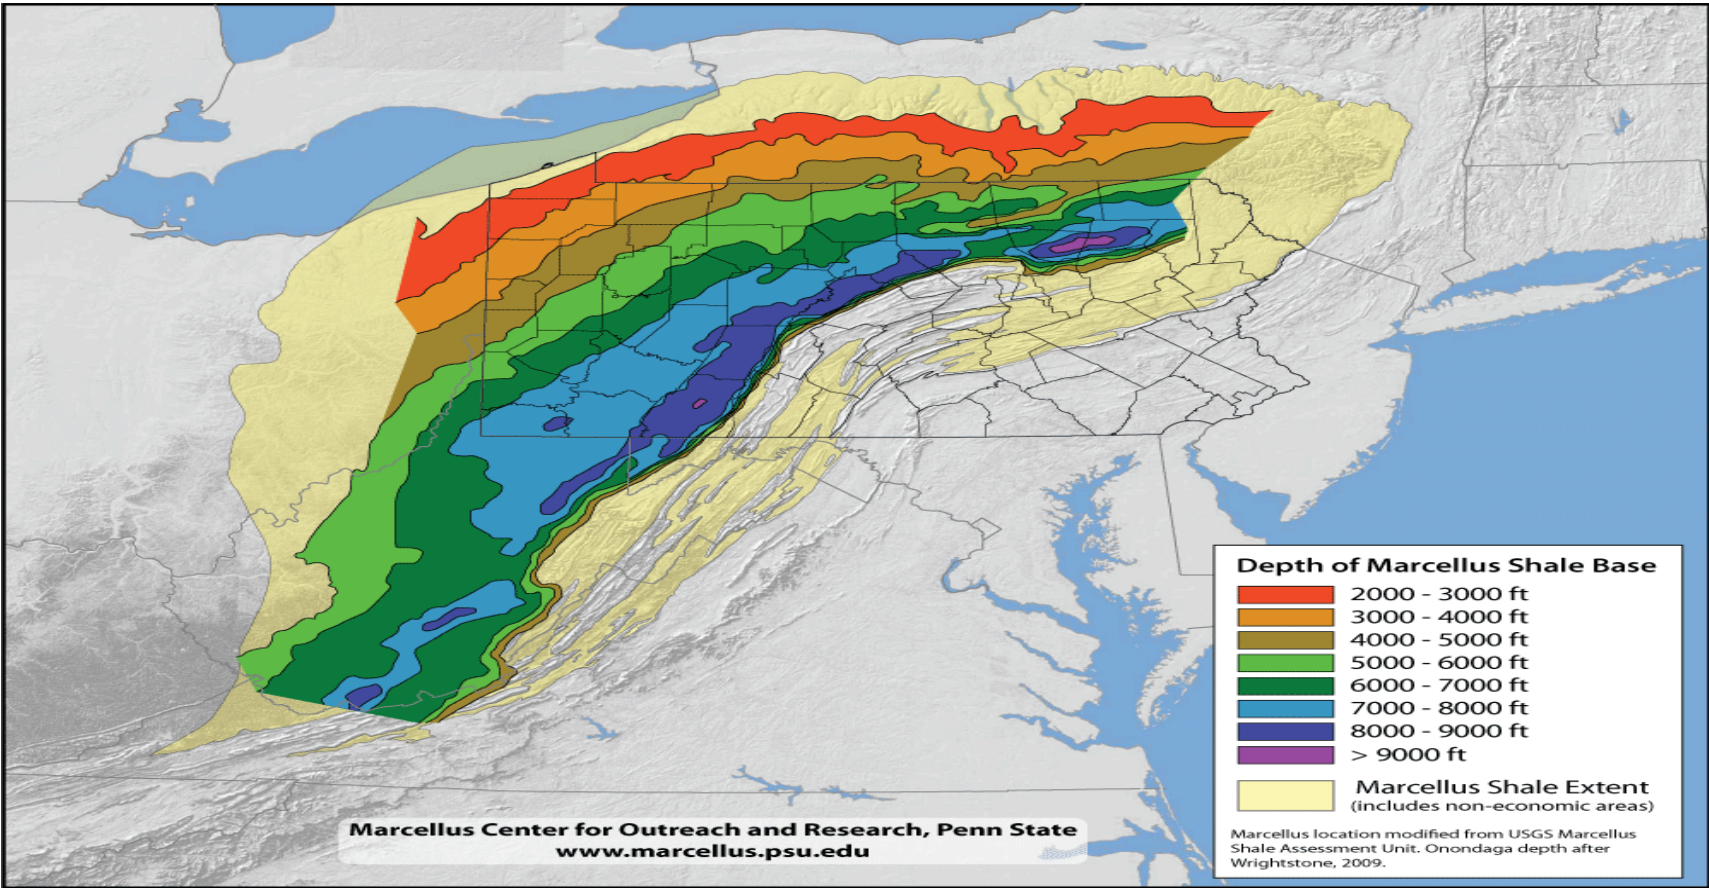 Depth of Marcellus Shale Base
2000 - 3000 ft
3000 - 4000 ft
4000 - 5000 ft
5000 - 6000 ft
6000 - 7000 ft
7000 - 8000 ft
8000 - 9000 ft
> 9000 ft
Marcellus Shale Extent
(includes non-economic areas)
Marcellus location modified from USGS Marcellus
Shale Assessment Unit. Onondaga depth after
Wrightstone, 2009.
Marcellus Center for Outreach and Research, Penn State
www.marcellus.psu.edu